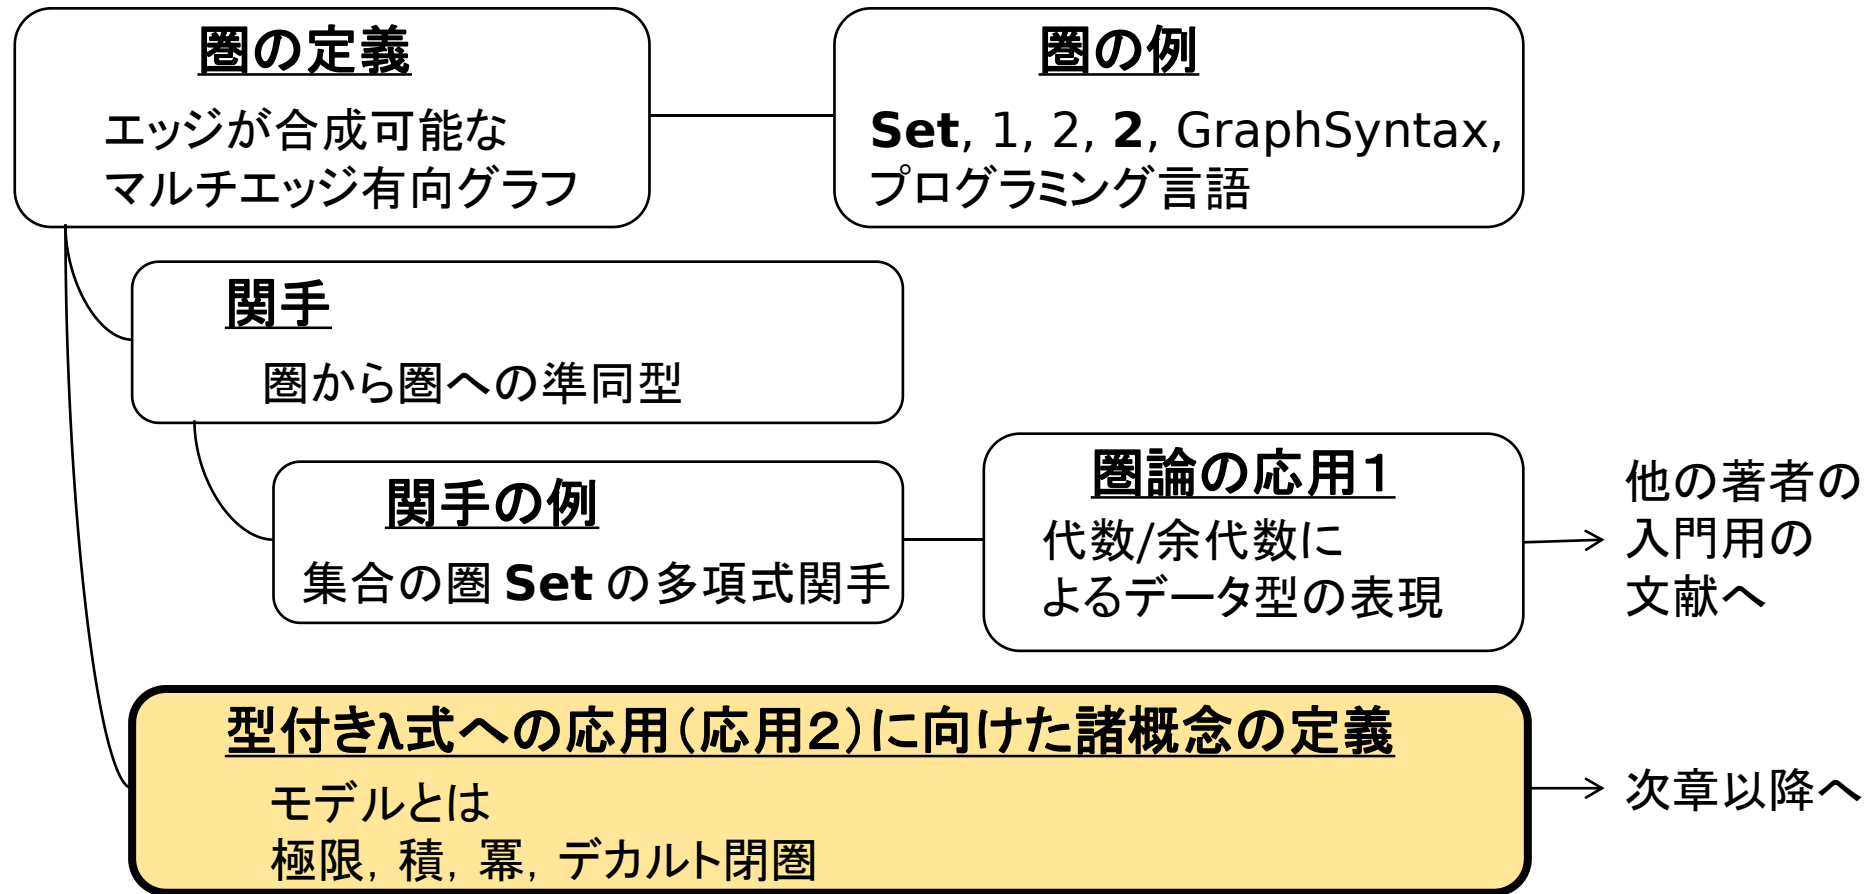 圏の定義
エッジが合成可能な
マルチエッジ有向グラフ
圏の例
Set, 1, 2, 2, GraphSyntax,
プログラミング言語
関手
圏から圏への準同型
関手の例
集合の圏 Set の多項式関手
圏論の応用1
代数/余代数に
よるデータ型の表現
他の著者の
入門用の
文献へ
型付きλ式への応用(応用2)に向けた諸概念の定義
モデルとは
極限, 積, 冪, デカルト閉圏
次章以降へ